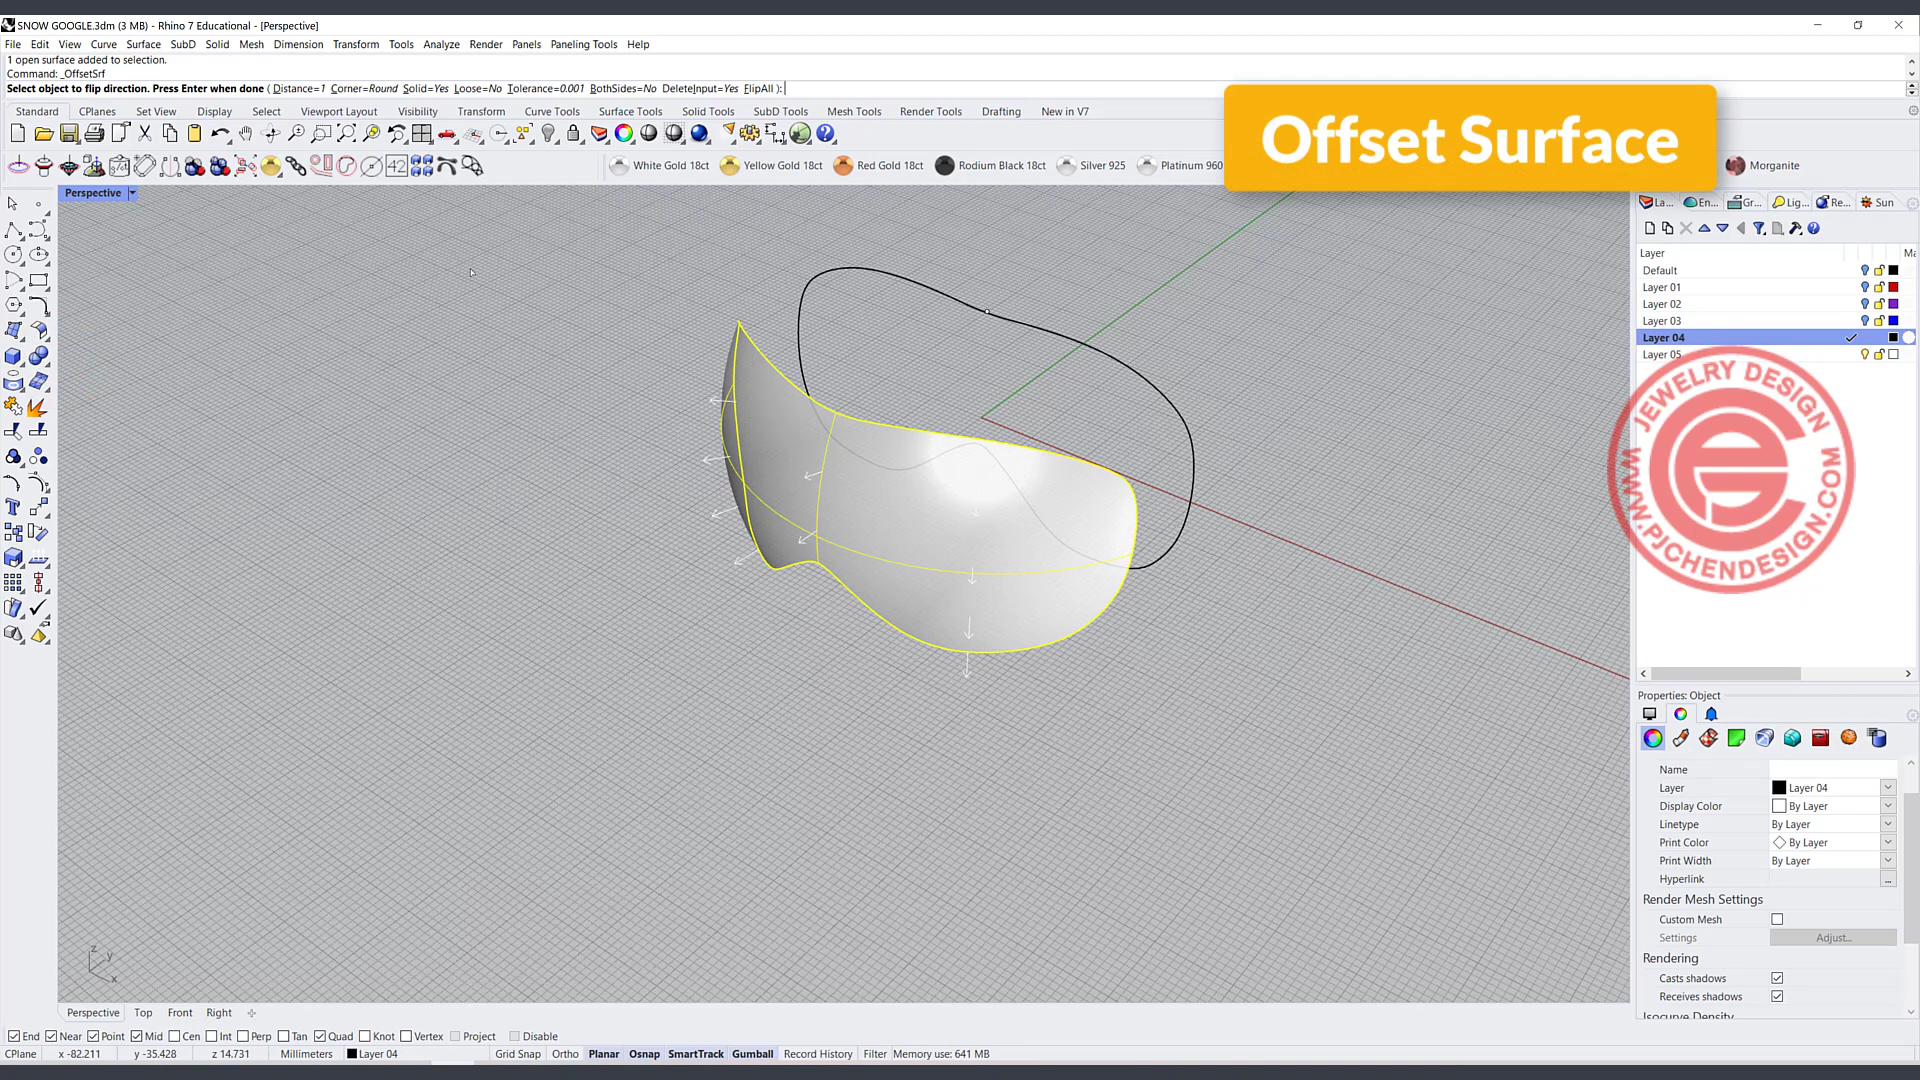 SNOW GOOGLE.3dm (3 MB) - Rhino 7 Educational - [Perspective]
File Edit View Curve Surface SubD Solid Mesh Dimension Transform Tools Analyze Render Panels Paneling Tools Help
1 open surface added to selection.
Command: _OffsetSrf
Select object to flip direction. Press Enter when done ( Distance=1 Corner=Round Solid=Yes Loose=No Tolerance=0.001 BothSides=No DeleteInput=Yes FlipAll ):
Offset Surface
Standard CPlanes Set View Display Select Viewport Layout Visibility Transform Curve Tools Surface Tools Solid Tools SubD Tools Mesh Tools Render Tools Drafting New in V7
42 White Gold 18ct Yellow Gold 18ct Red Gold 18ct Rodium Black 18ct Silver 925 Platinum 960 Morganite
Perspective
La... En... Gr... Lig... Re... Sun
Layer Ma
Default
Layer 01
Layer 02
Layer 03
Layer 04
Layer 05
JEWELRY DESIGN
WWW.PJCHENDESIGN.COM
Properties: Object
Name
Layer Layer 04
Display Color By Layer
Linetype By Layer
Print Color By Layer
Print Width By Layer
Hyperlink ...
Render Mesh Settings
Custom Mesh
Settings Adjust...
Rendering
Casts shadows
Receives shadows
Isocurve Density
z y x
Perspective Top Front Right
End Near Point Mid Cen Int Perp Tan Quad Knot Vertex Project Disable
CPlane x -82.211 y -35.428 z 14.731 Millimeters Layer 04 Grid Snap Ortho Planar Osnap SmartTrack Gumball Record History Filter Memory use: 641 MB